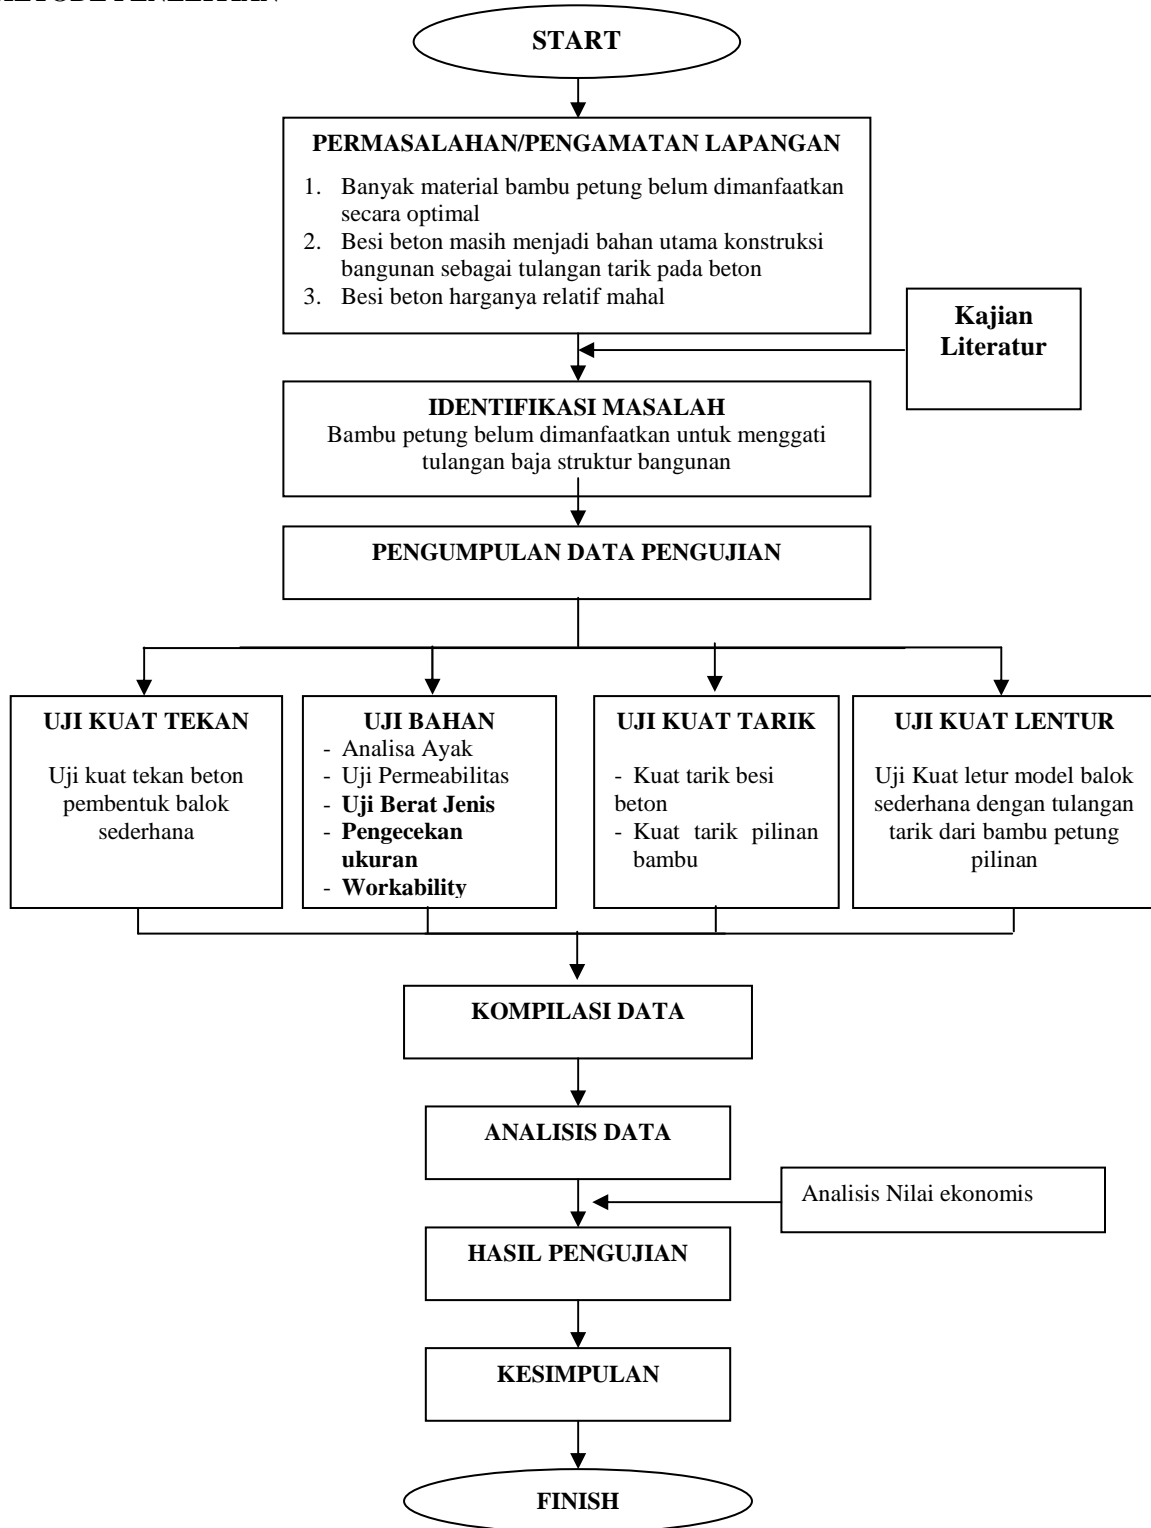 METODE PENELITIAN
START
PERMASALAHAN/PENGAMATAN LAPANGAN
1. Banyak material bambu petung belum dimanfaatkan
secara optimal
2. Besi beton masih menjadi bahan utama konstruksi
bangunan sebagai tulangan tarik pada beton
3. Besi beton harganya relatif mahal
Kajian
Literatur
IDENTIFIKASI MASALAH
Bambu petung belum dimanfaatkan untuk menggati
tulangan baja struktur bangunan
PENGUMPULAN DATA PENGUJIAN
UJI KUAT TEKAN
Uji kuat tekan beton
pembentuk balok
sederhana
UJI BAHAN
- Analisa Ayak
- Uji Permeabilitas
- Uji Berat Jenis
- Pengecekan
ukuran
- Workability
UJI KUAT TARIK
- Kuat tarik besi
beton
- Kuat tarik pilinan
bambu
UJI KUAT LENTUR
Uji Kuat letur model balok
sederhana dengan tulangan
tarik dari bambu petung
pilinan
KOMPILASI DATA
ANALISIS DATA
Analisis Nilai ekonomis
HASIL PENGUJIAN
KESIMPULAN
FINISH